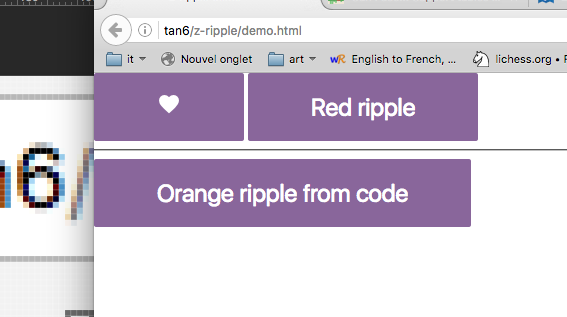 tan6/z-ripple/demo.html
it
Nouvel onglet
art
wR English to French, ...
lichess.org •
Red ripple
Orange ripple from code